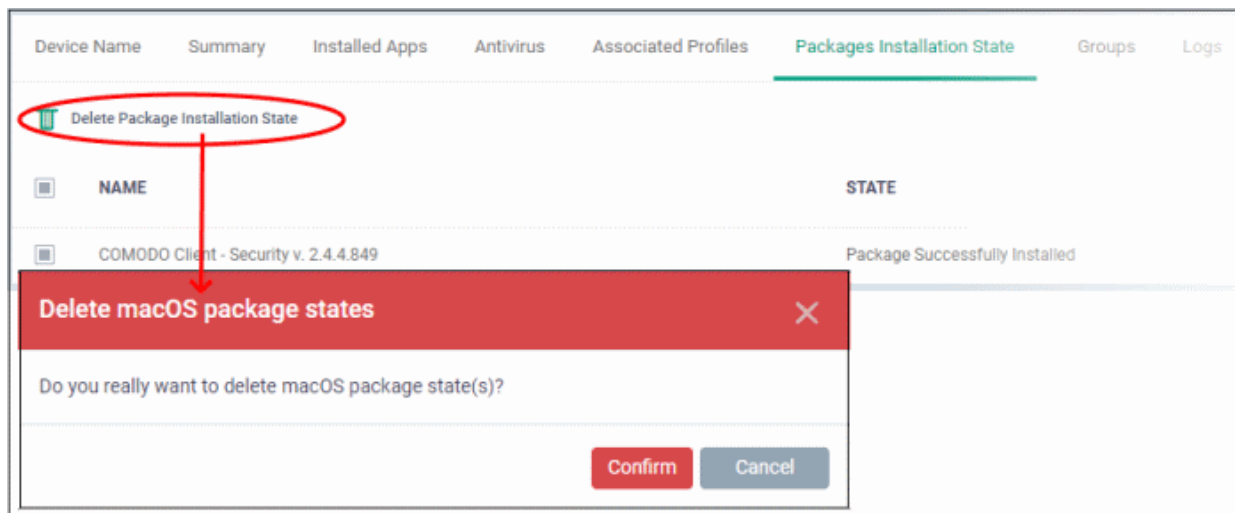 Device Name Summary Installed Apps Antivirus Associated Profiles Packages Installation State Groups Logs
Delete Package Installation State
NAME STATE
COMODO Client - Security v. 2.4.4.849 Package Successfully Installed
Delete macOS package states
Do you really want to delete macOS package state(s)?
Confirm Cancel